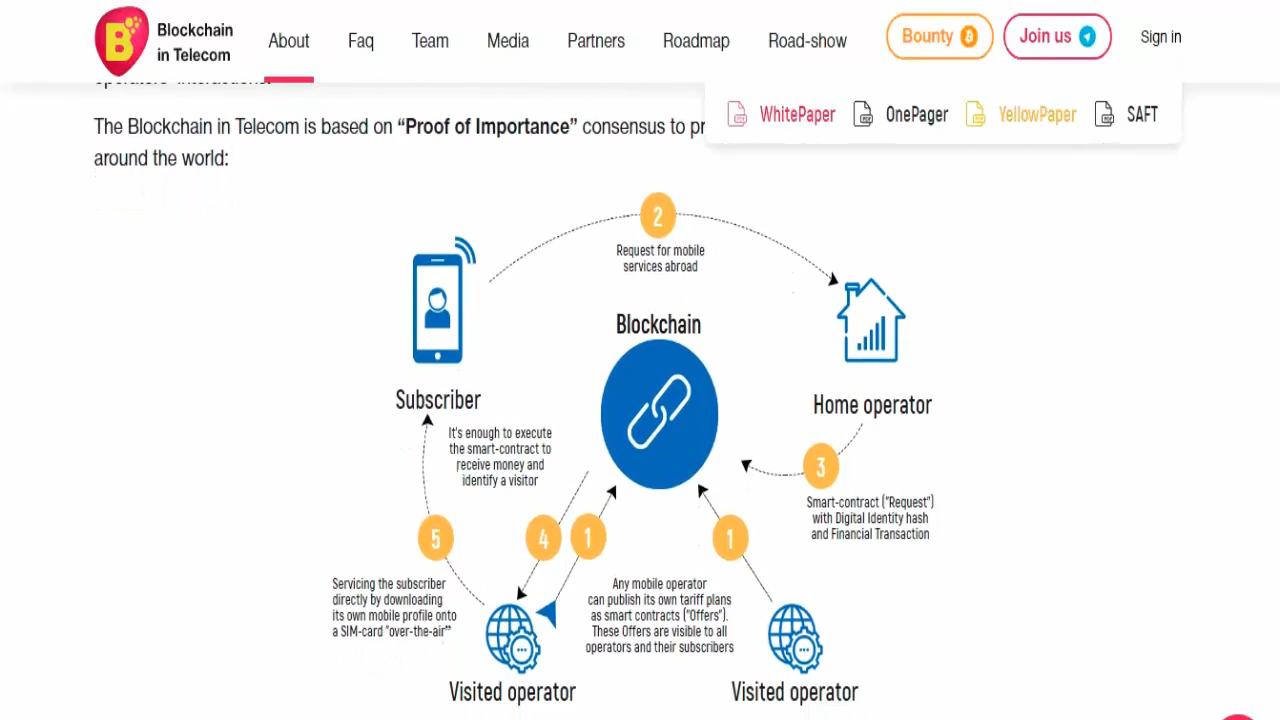 Blockchain
in Telecom
About
Faq
Team
Media
Partners
Roadmap
Road-show
Bounty
Join us
Sign in
WhitePaper
OnePager
YellowPaper
SAFT
The Blockchain in Telecom is based on “Proof of Importance” consensus to
around the world:
2
Request for mobile
services abroad
Blockchain
Subscriber
Home operator
It's enough to execute
the smart-contract to
receive money and
identify a visitor
3
Smart-contract ("Request")
with Digital Identity hash
and Financial Transaction
5
4
1
1
Servicing the subscriber
directly by downloading
its own mobile profile onto
a SIM-card "over-the-air”
Any mobile operator
can publish its own tariff plans
as smart contracts ("Offers").
These Offers are visible to all
operators and their subscribers
Visited operator
Visited operator